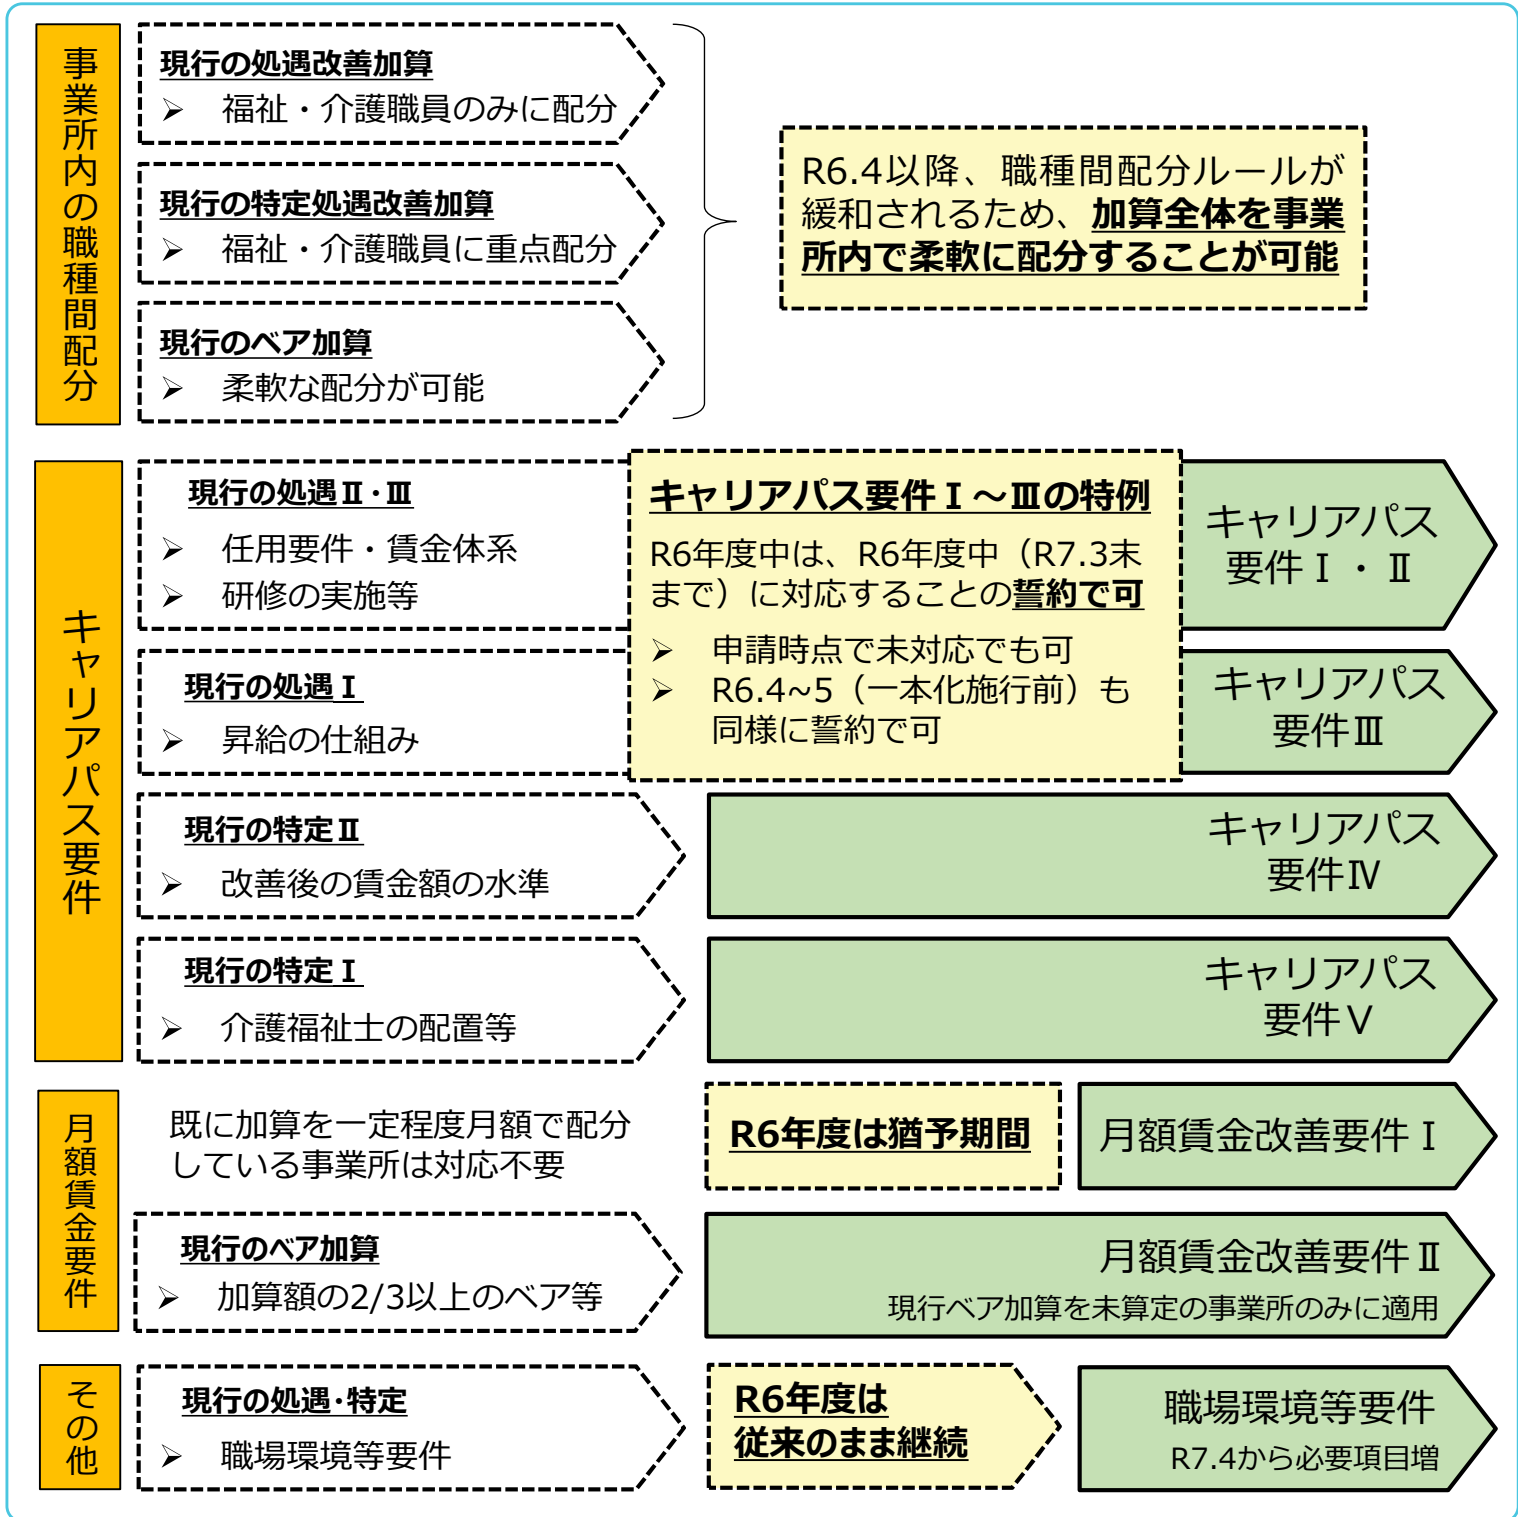 事業所内の職種間配分
現行の処遇改善加算
➢ 福祉・介護職員のみに配分
現行の特定処遇改善加算
➢ 福祉・介護職員に重点配分
現行のベア加算
➢ 柔軟な配分が可能
R6.4以降、職種間配分ルールが
緩和されるため、加算全体を事業
所内で柔軟に配分することが可能
キャリアパス要件
現行の処遇Ⅱ・Ⅲ
➢ 任用要件・賃金体系
➢ 研修の実施等
現行の処遇Ⅰ
➢ 昇給の仕組み
キャリアパス要件Ⅰ～Ⅲの特例
R6年度中は、R6年度中（R7.3末
まで）に対応することの誓約で可
➢ 申請時点で未対応でも可
➢ R6.4~5（一本化施行前）も
同様に誓約で可
キャリアパス
要件Ⅰ・Ⅱ
キャリアパス
要件Ⅲ
現行の特定Ⅱ
➢ 改善後の賃金額の水準
キャリアパス
要件Ⅳ
現行の特定Ⅰ
➢ 介護福祉士の配置等
キャリアパス
要件Ⅴ
月額賃金要件
既に加算を一定程度月額で配分
している事業所は対応不要
R6年度は猶予期間
月額賃金改善要件Ⅰ
現行のベア加算
➢ 加算額の2/3以上のベア等
月額賃金改善要件Ⅱ
現行ベア加算を未算定の事業所のみに適用
その他
現行の処遇･特定
➢ 職場環境等要件
R6年度は
従来のまま継続
職場環境等要件
R7.4から必要項目増